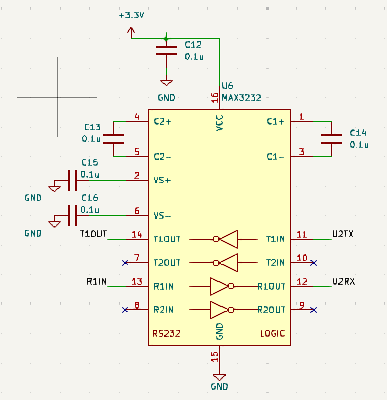 +3.3V
C12
0.1u
GND
U6
MAX3232
16
VCC
4
C2+
C1+
1
C13
0.1u
C14
0.1u
5
C2-
C1-
3
C15
0.1u
2
VS+
GND
C16
0.1u
6
VS-
GND
T1OUT
14
T1OUT
T1IN
11
U2TX
7
T2OUT
T2IN
10
R1IN
13
R1IN
R1OUT
12
U2RX
8
R2IN
R2OUT
9
RS232
GND
LOGIC
15
GND